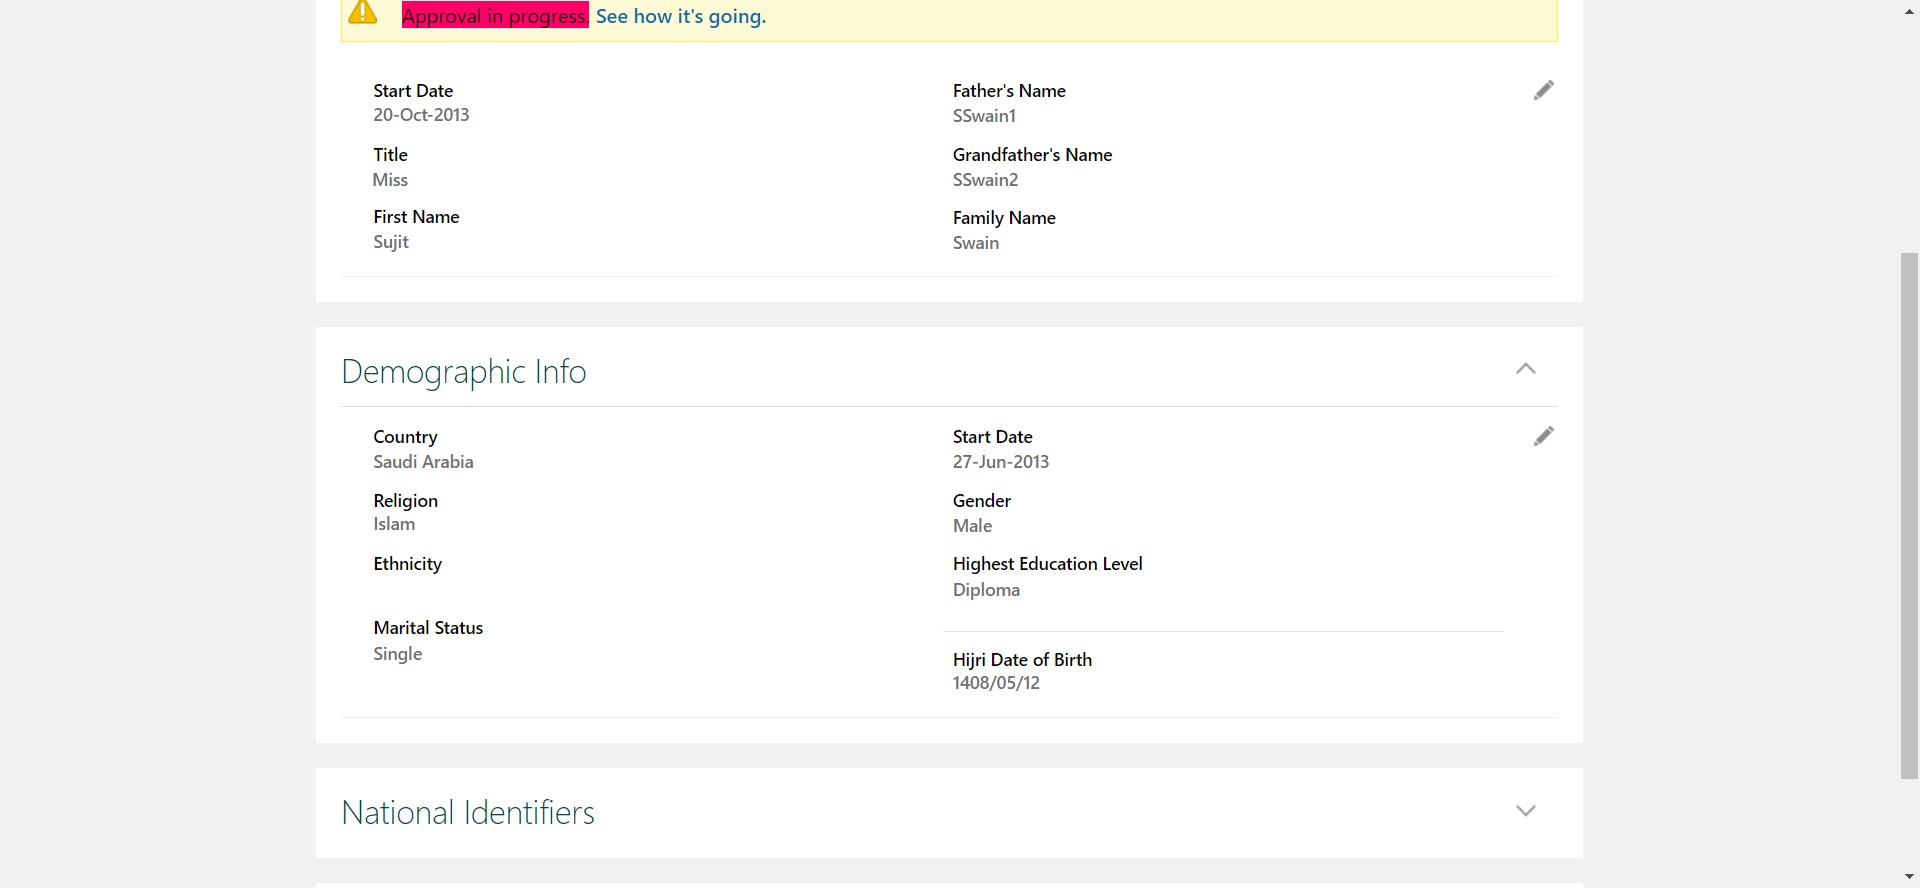 Approval in progress. See how it's going.
Start Date
20-Oct-2013
Title
Miss
First Name
Sujit
Father's Name
SSwain1
Grandfather's Name
SSwain2
Family Name
Swain
Demographic Info
Country
Saudi Arabia
Religion
Islam
Ethnicity
Marital Status
Single
Start Date
27-Jun-2013
Gender
Male
Highest Education Level
Diploma
Hijri Date of Birth
1408/05/12
National Identifiers